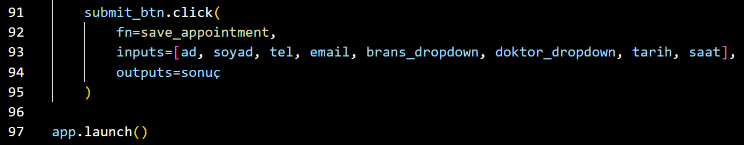 91 submit_btn.click(
92 fn=save_appointment,
93 inputs=[ad, soyad, tel, email, brans_dropdown, doktor_dropdown, tarih, saat],
94 outputs=sonuç
95 )
96
97 app.launch()